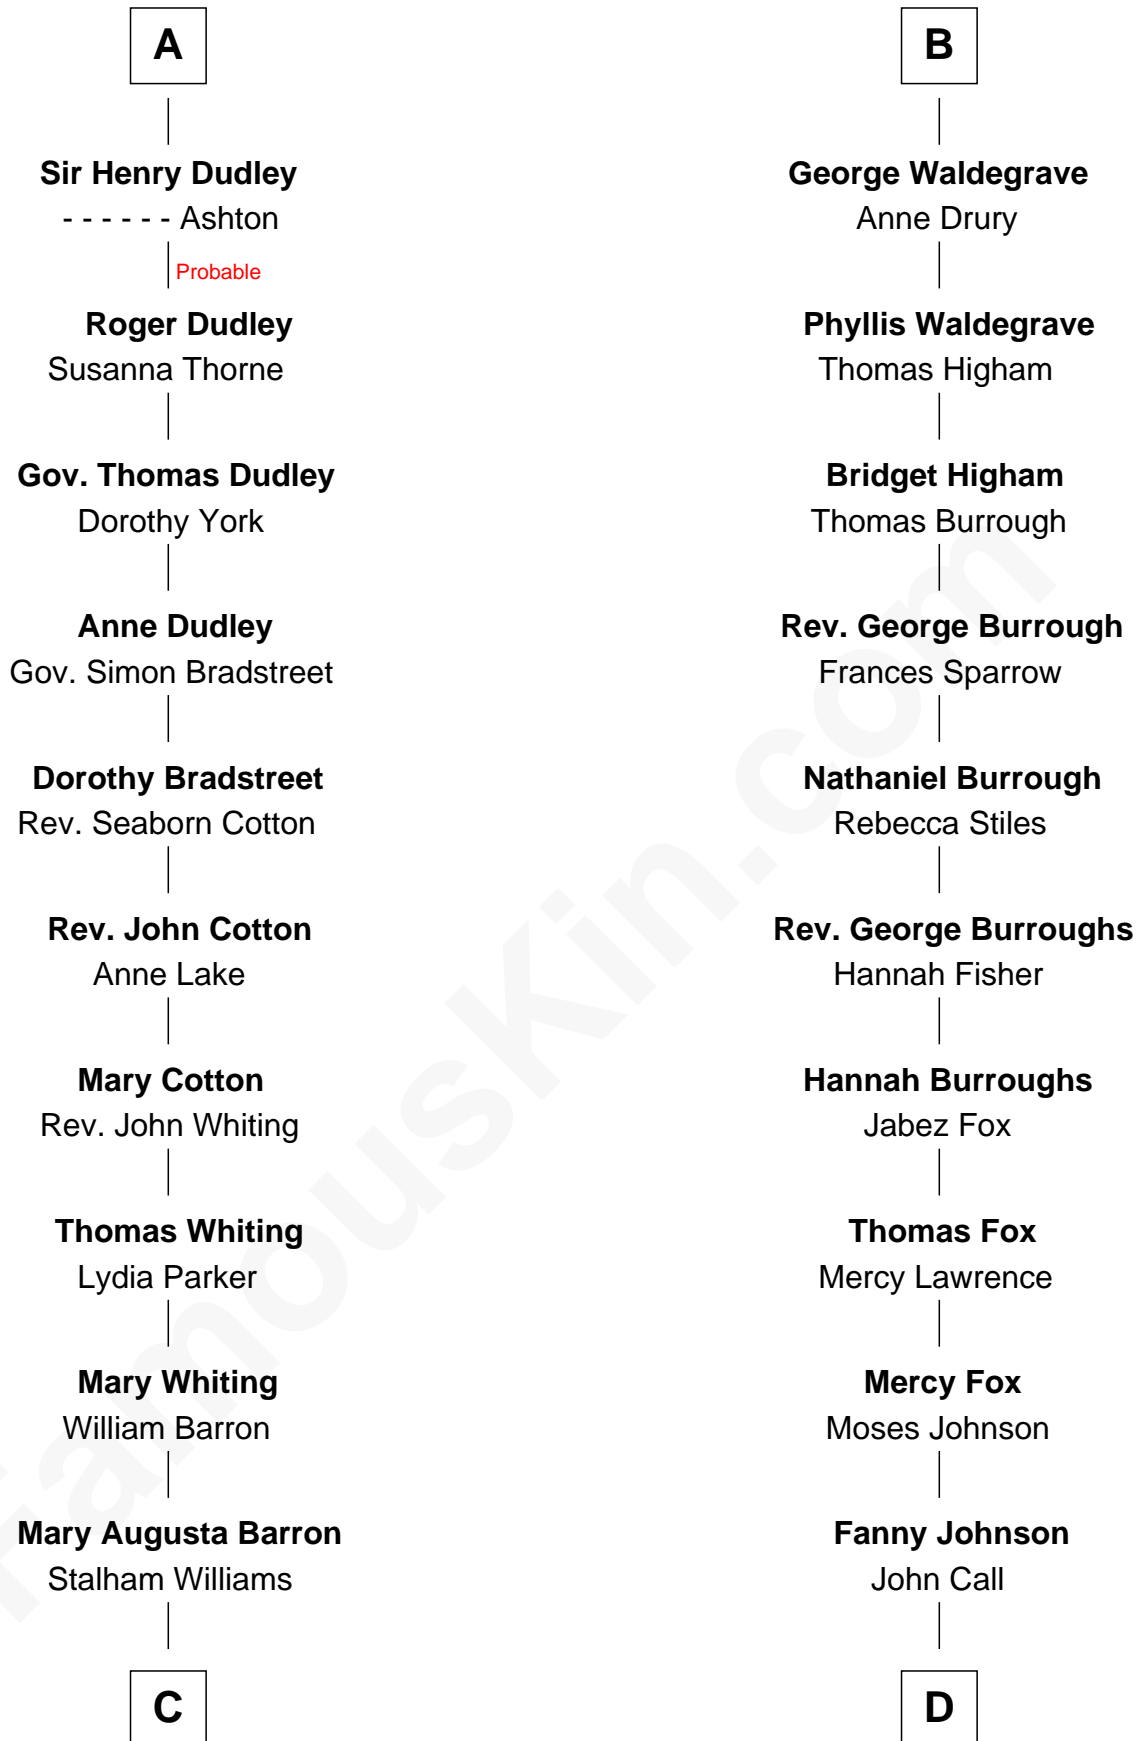 A
Sir Henry Dudley
- - - - - - Ashton
Probable
Roger Dudley
Susanna Thorne
Gov. Thomas Dudley
Dorothy York
Anne Dudley
Gov. Simon Bradstreet
Dorothy Bradstreet
Rev. Seaborn Cotton
Rev. John Cotton
Anne Lake
Mary Cotton
Rev. John Whiting
Thomas Whiting
Lydia Parker
Mary Whiting
William Barron
Mary Augusta Barron
Stalham Williams
C
B
George Waldegrave
Anne Drury
Phyllis Waldegrave
Thomas Higham
Bridget Higham
Thomas Burrough
Rev. George Burrough
Frances Sparrow
Nathaniel Burrough
Rebecca Stiles
Rev. George Burroughs
Hannah Fisher
Hannah Burroughs
Jabez Fox
Thomas Fox
Mercy Lawrence
Mercy Fox
Moses Johnson
Fanny Johnson
John Call
D
FamousKin.com